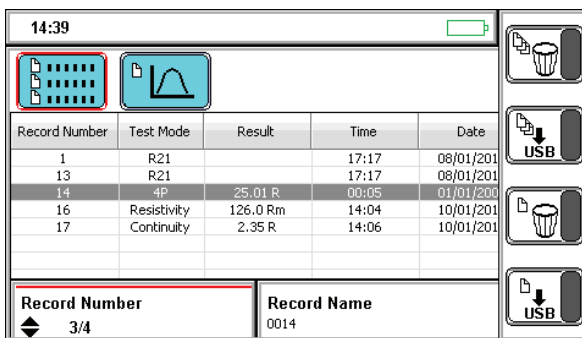 14:39
Record Number Test Mode Result Time Date
1 R21 17:17 08/01/201
13 R21 17:17 08/01/201
14 4P 25.01 R 00:05 01/01/200
16 Resistivity 126.0 Rm 14:04 10/01/201
17 Continuity 2.35 R 14:06 10/01/201
Record Number
3/4
Record Name
0014
USB
USB